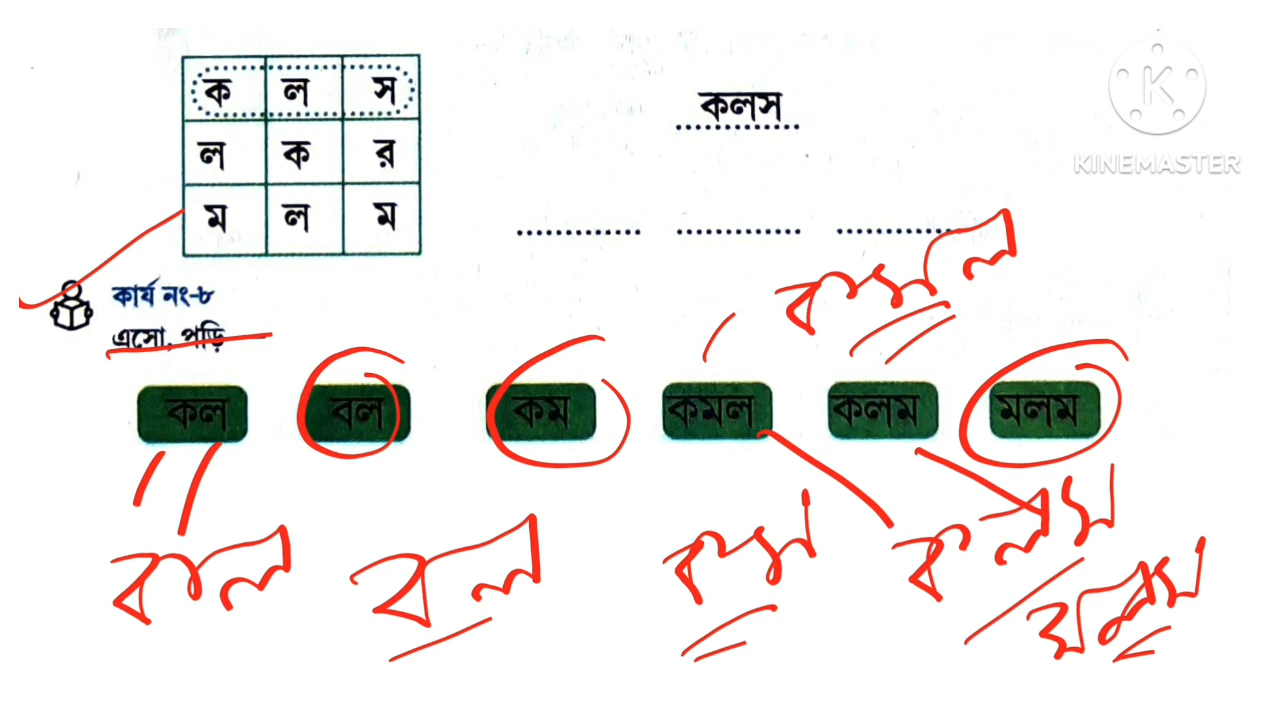 ক ল স
কলস
ল ক র
ম ল ম
KINEMASTER
কার্য নং-৮
এসো, পড়ি
কমল
কল বল কম কমল কলম মলম
কল বল কম কলম
মলম